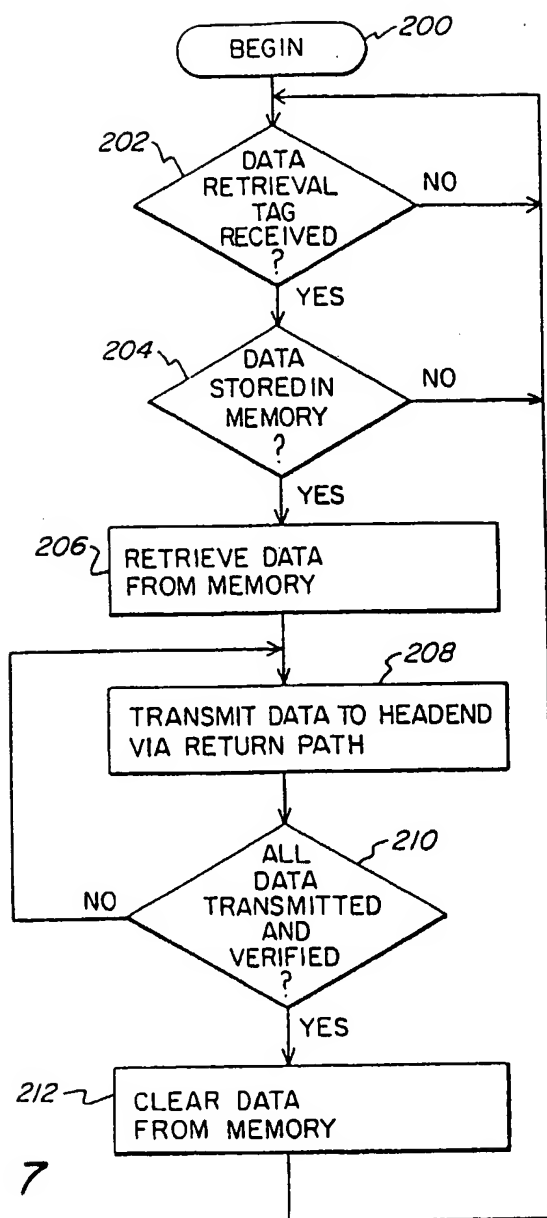 BEGIN
200
202
DATA
RETRIEVAL
TAG
RECEIVED
?
NO
YES
204
DATA
STORED IN
MEMORY
?
NO
YES
206
RETRIEVE DATA
FROM MEMORY
208
TRANSMIT DATA TO HEADEND
VIA RETURN PATH
210
ALL
DATA
TRANSMITTED
AND
VERIFIED
?
NO
YES
212
CLEAR DATA
FROM MEMORY
7